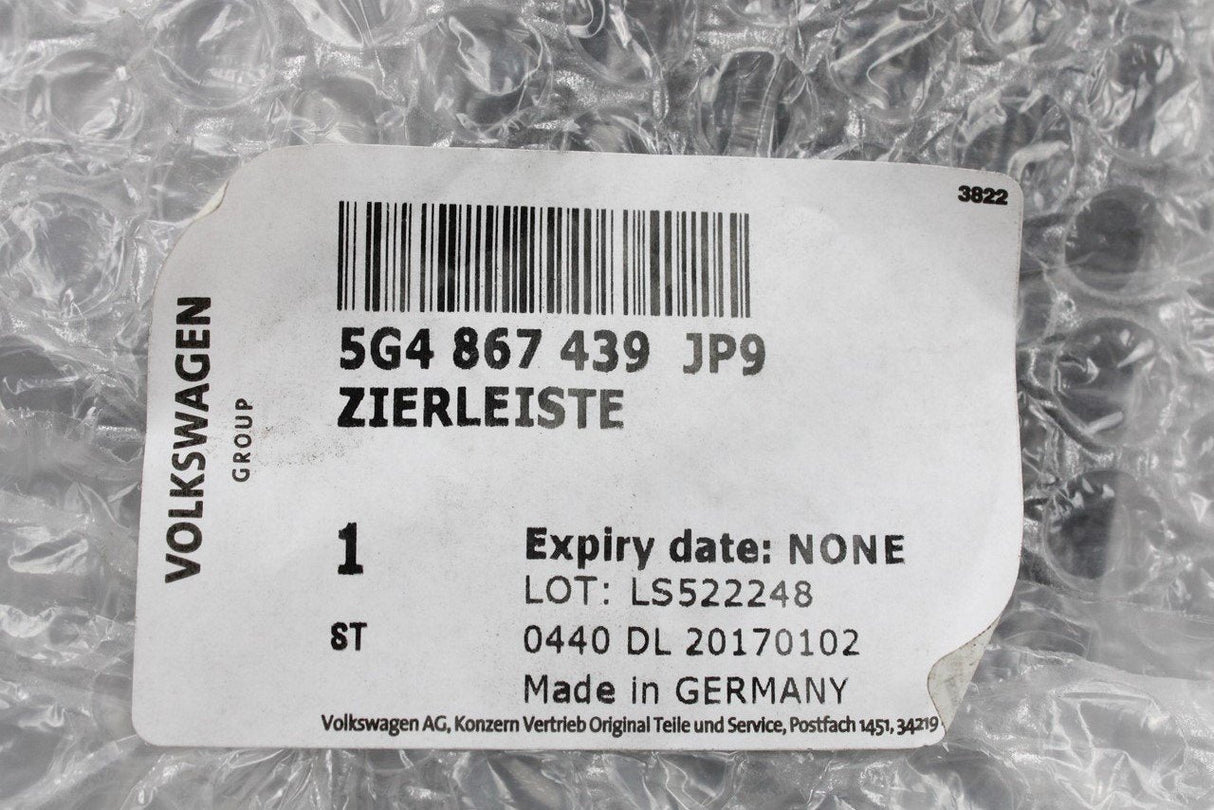 3822
5G4 867 439 JP9
ZIERLEISTE
VOLKSWAGEN
GROUP
1
Expiry date: NONE
LOT: LS522248
ST
0440 DL 20170102
Made in GERMANY
Volkswagen AG, Konzern Vertrieb Original Teile und Service, Postfach 1451, 34219